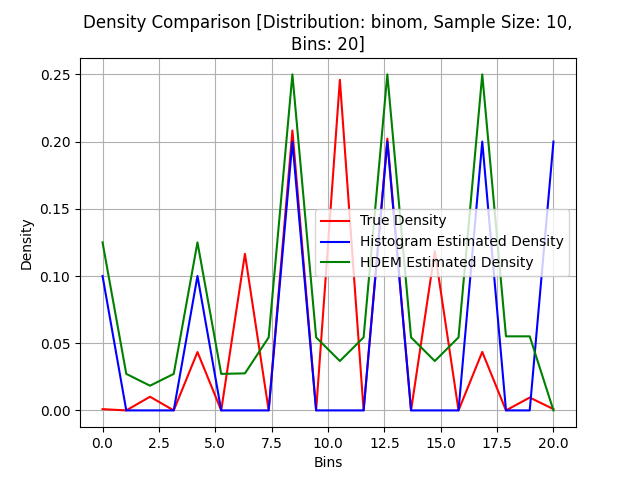 Density Comparison [Distribution: binom, Sample Size: 10,
Bins: 20]
0.25
0.20
0.15
0.10
0.05
0.00
Density
True Density
Histogram Estimated Density
HDEM Estimated Density
0.0 2.5 5.0 7.5 10.0 12.5 15.0 17.5 20.0
Bins